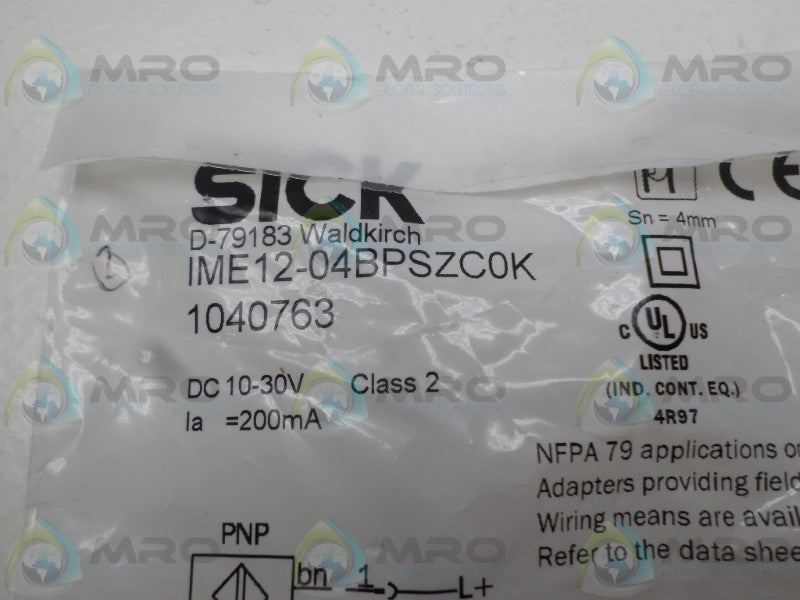 SICK
D-79183 Waldkirch
IME12-04BPSZC0K
1040763
DC 10-30V Class 2
Ia =200mA
CE
Sn = 4mm
C UL US
LISTED
(IND. CONT. EQ.)
4R97
NFPA 79 applications
Adapters providing field
Wiring means are
Refer to the data
PNP
bn 1 L+
MRO
GLOBAL SOLUTIONS